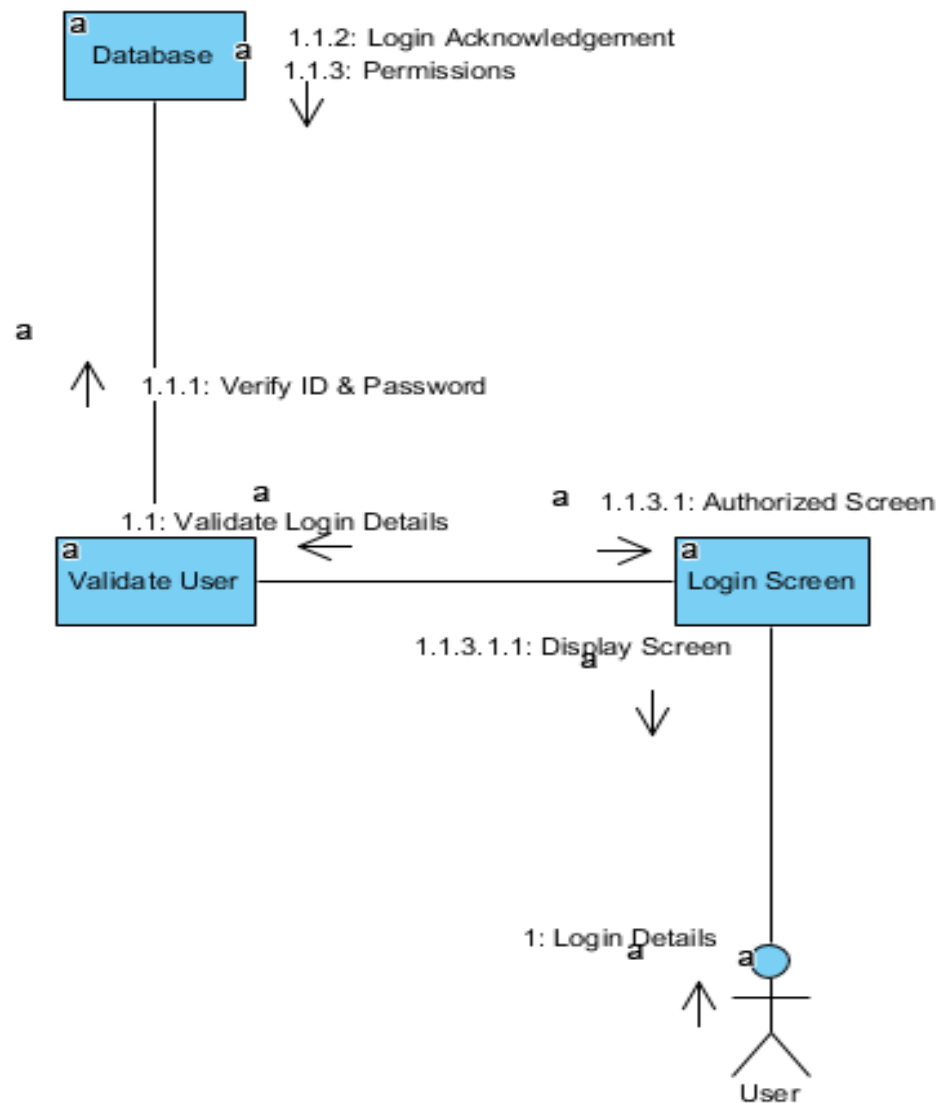 a
Database a
1.1.2: Login Acknowledgement
1.1.3: Permissions
a
1.1.1: Verify ID & Password
a
a
1.1.3.1: Authorized Screen
1.1: Validate Login Details
a
Validate User
a
Login Screen
1.1.3.1.1: Display Screen
a
1: Login Details
a
a
User